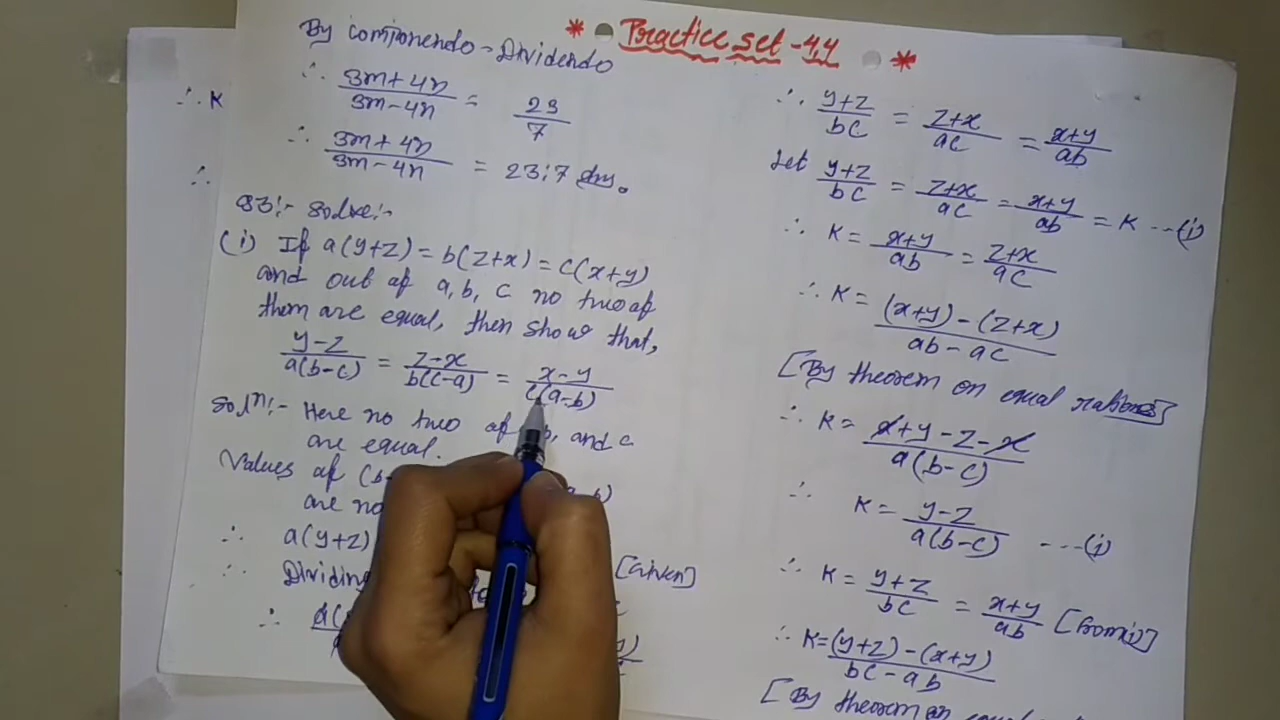 * Practice set - 4.4 *
By componendo - Dividendo
∴ 3m+4n / 3m-4n = 23 / 7
∴ 3m+4n / 3m-4n = 23:7
Q3:- Solve:-
(i) If a(y+z) = b(z+x) = c(x+y)
and out of a, b, c no two of
them are equal, then show that,
y-z / a(b-c) = z-x / b(c-a) = x-y / c(a-b)
Solⁿ:- Here no two of b, and c
are equal.
Values of (b-
are no
∴ a(y+z)
∴ Dividing [Given]
∴ K
∴
∴ y+z / bc = z+x / ac = x+y / ab
Let y+z / bc = z+x / ac = x+y / ab = K ---(i)
∴ K = x+y / ab = z+x / ac
∴ K = (x+y) - (z+x) / ab - ac
[By theorem on equal ratios]
∴ K = x+y-z-x / a(b-c)
∴ K = y-z / a(b-c) ---(i)
∴ K = y+z / bc = x+y / ab [from(i)]
∴ K = (y+z) - (x+y) / bc - ab
[By theorem on equal